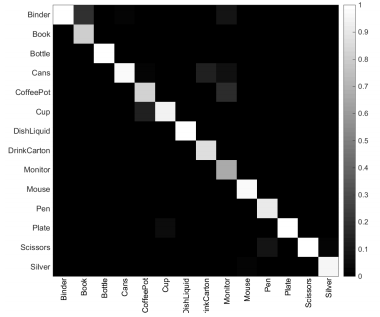 Binder
Book
Bottle
Cans
CoffeePot
Cup
DishLiquid
DrinkCarton
Monitor
Mouse
Pen
Plate
Scissors
Silver
Binder
Book
Bottle
Cans
CoffeePot
Cup
DishLiquid
rinkCarton
Monitor
Mouse
Pen
Plate
Scissors
Silver
1
0.9
0.8
0.7
0.6
0.5
0.4
0.3
0.2
0.1
0